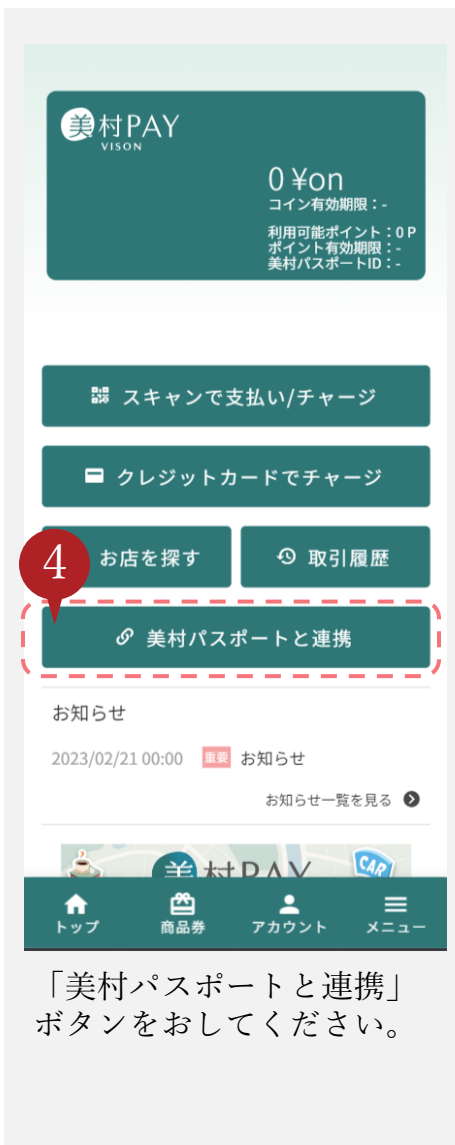 美村PAY
VISON
0 ¥on
コイン有効期限：-
利用可能ポイント：0 P
ポイント有効期限：-
美村パスポートID：-
スキャンで支払い/チャージ
クレジットカードでチャージ
4
お店を探す
取引履歴
美村パスポートと連携
お知らせ
2023/02/21 00:00 重要 お知らせ
お知らせ一覧を見る
美村PAY
CAR
トップ 商品券 アカウント メニュー
「美村パスポートと連携」
ボタンをおしてください。